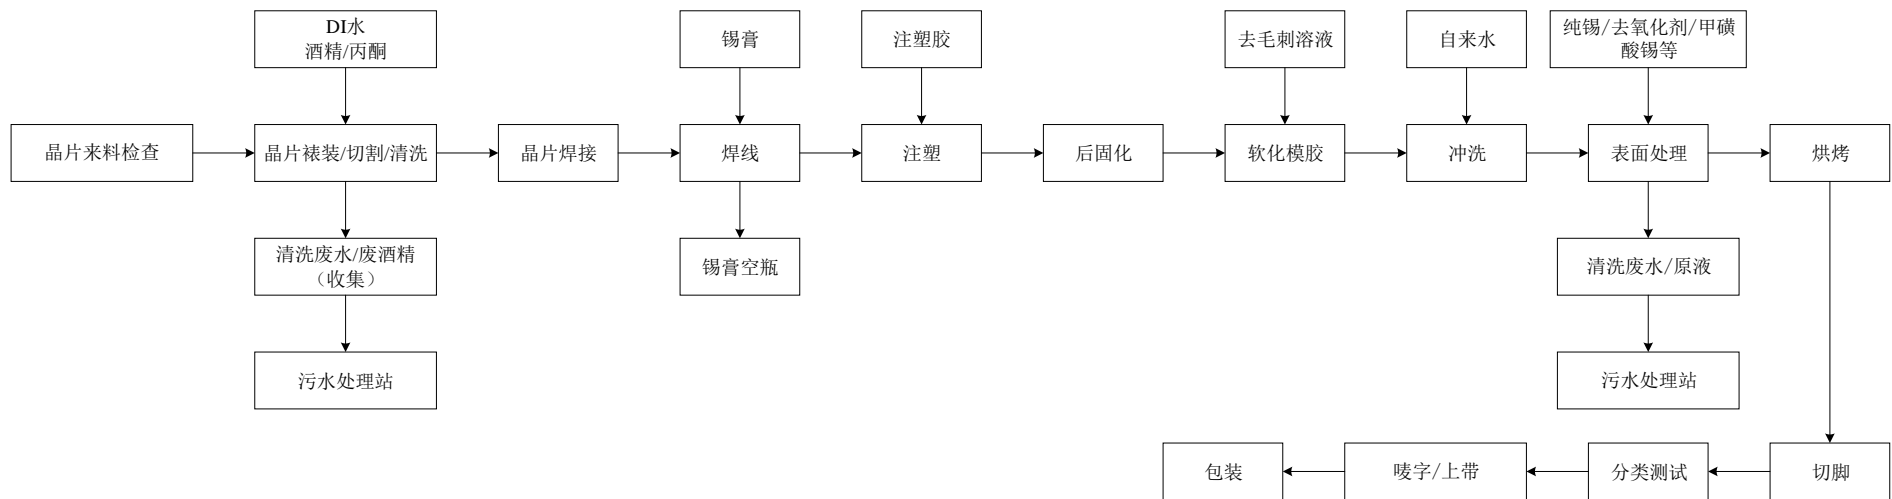 DI水
酒精/丙酮
锡膏
注塑胶
去毛刺溶液
自来水
纯锡/去氧化剂/甲磺
酸锡等
晶片来料检查
晶片裱装/切割/清洗
晶片焊接
焊线
注塑
后固化
软化模胶
冲洗
表面处理
烘烤
清洗废水/废酒精
（收集）
锡膏空瓶
清洗废水/原液
污水处理站
污水处理站
包装
唛字/上带
分类测试
切脚